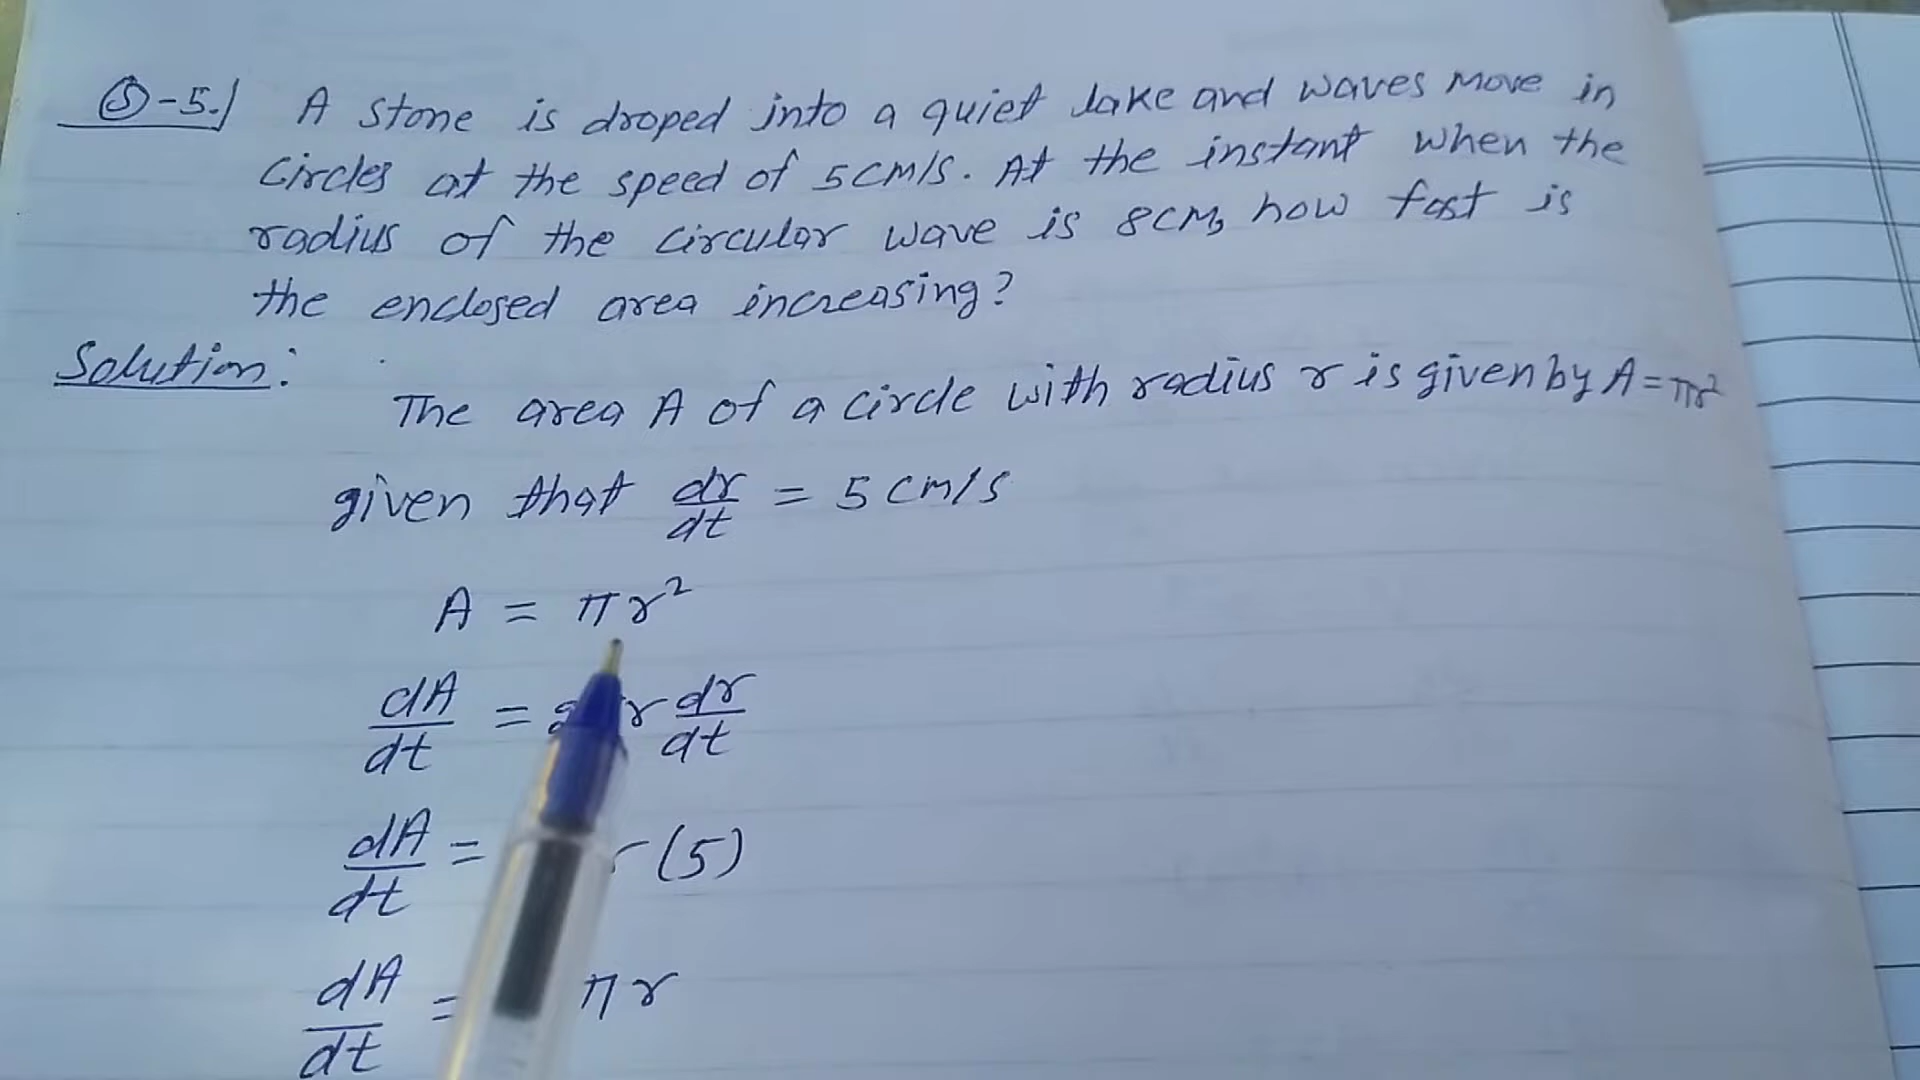 Q-5.
A stone is droped into a quiet lake and waves move in
circles at the speed of 5cm/s. At the instant when the
radius of the circular wave is 8cm, how fast is
the enclosed area increasing?
Solution:
The area A of a circle with radius r is given by A = πr²
given that dr/dt = 5cm/s
A = πr²
dA/dt = r dr/dt
dA/dt = r(5)
dA/dt = πr